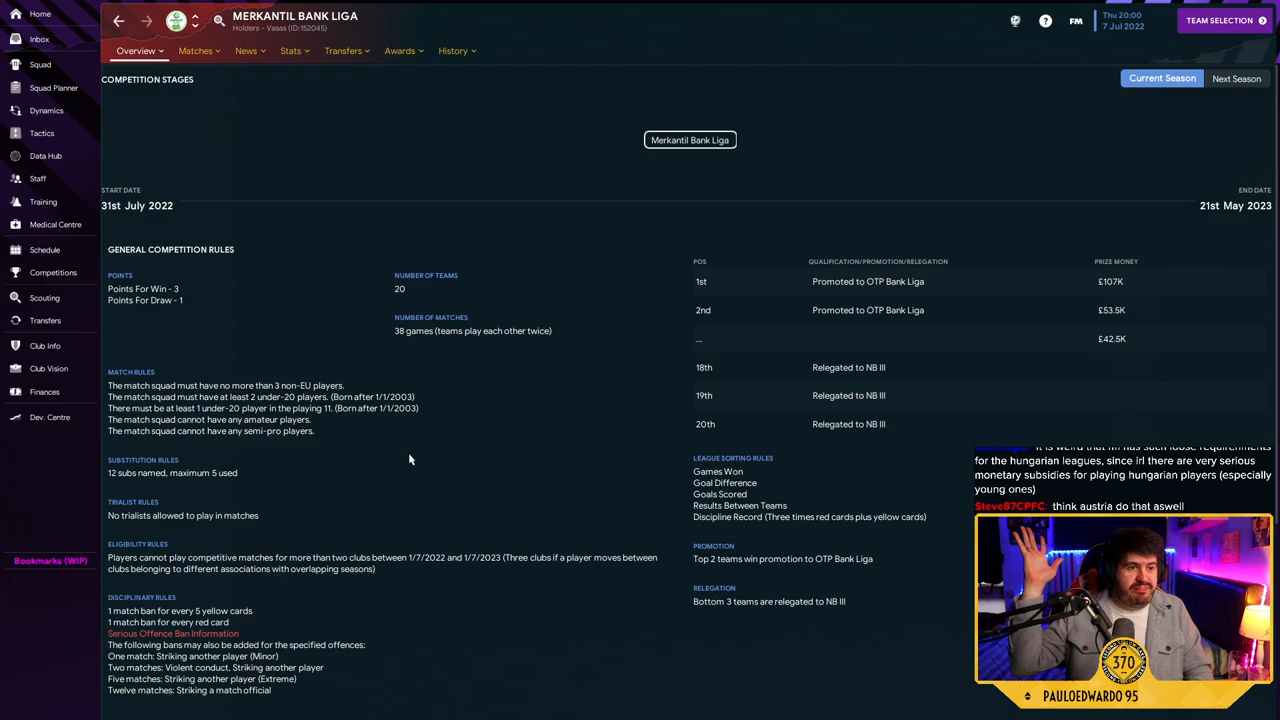 Home
Inbox
Squad
Squad Planner
Dynamics
Tactics
Data Hub
Staff
Training
Medical Centre
Schedule
Competitions
Scouting
Transfers
Club Info
Club Vision
Finances
Dev. Centre
Bookmarks (WIP)
MERKANTIL BANK LIGA
Holders - Vasas (ID:152045)
FM
Thu 20:00
7 Jul 2022
TEAM SELECTION
Overview
Matches
News
Stats
Transfers
Awards
History
COMPETITION STAGES
Current Season
Next Season
Merkantil Bank Liga
START DATE
31st July 2022
END DATE
21st May 2023
GENERAL COMPETITION RULES
POINTS
Points For Win - 3
Points For Draw - 1
NUMBER OF TEAMS
20
NUMBER OF MATCHES
38 games (teams play each other twice)
MATCH RULES
The match squad must have no more than 3 non-EU players.
The match squad must have at least 2 under-20 players. (Born after 1/1/2003)
There must be at least 1 under-20 player in the playing 11. (Born after 1/1/2003)
The match squad cannot have any amateur players.
The match squad cannot have any semi-pro players.
SUBSTITUTION RULES
12 subs named, maximum 5 used
TRIALIST RULES
No trialists allowed to play in matches
ELIGIBILITY RULES
Players cannot play competitive matches for more than two clubs between 1/7/2022 and 1/7/2023 (Three clubs if a player moves between
clubs belonging to different associations with overlapping seasons)
DISCIPLINARY RULES
1 match ban for every 5 yellow cards
1 match ban for every red card
Serious Offence Ban Information
The following bans may also be added for the specified offences:
One match: Striking another player (Minor)
Two matches: Violent conduct, Striking another player
Five matches: Striking another player (Extreme)
Twelve matches: Striking a match official
POS QUALIFICATION/PROMOTION/RELEGATION PRIZE MONEY
1st Promoted to OTP Bank Liga £107K
2nd Promoted to OTP Bank Liga £53.5K
... £42.5K
18th Relegated to NB III
19th Relegated to NB III
20th Relegated to NB III
LEAGUE SORTING RULES
Games Won
Goal Difference
Goals Scored
Results Between Teams
Discipline Record (Three times red cards plus yellow cards)
PROMOTION
Top 2 teams win promotion to OTP Bank Liga
RELEGATION
Bottom 3 teams are relegated to NB III
it is weird that fm has such loose requirements
for the hungarian leagues, since irl there are very serious
monetary subsidies for playing hungarian players (especially
young ones)
Steve87CPFC: think austria do that aswell
370
PAULOEDWARDO 95